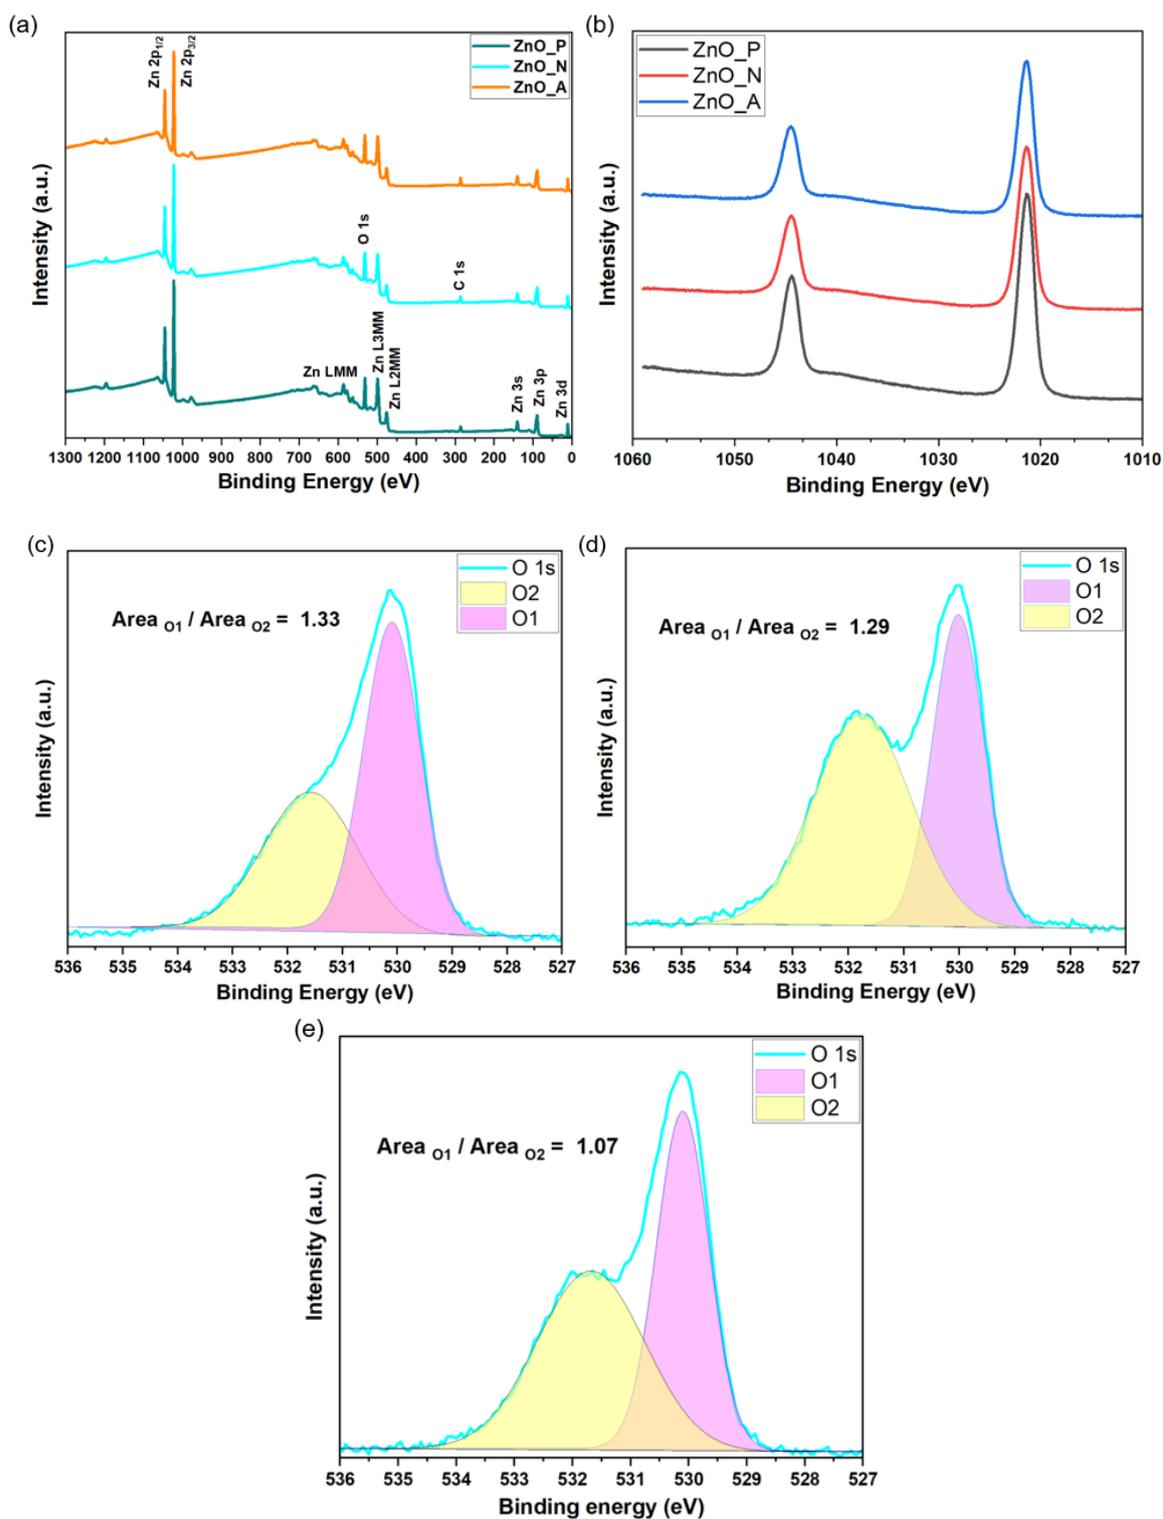 (a)
Zn 2p1/2
Zn 2p3/2
ZnO_P
ZnO_N
ZnO_A
O 1s
C 1s
Zn LMM
Zn L3MM
Zn L2MM
Zn 3s
Zn 3p
Zn 3d
Intensity (a.u.)
1300 1200 1100 1000 900 800 700 600 500 400 300 200 100 0
Binding Energy (eV)
(b)
ZnO_P
ZnO_N
ZnO_A
Intensity (a.u.)
1060 1050 1040 1030 1020 1010
Binding Energy (eV)
(c)
O 1s
O2
O1
Area O1 / Area O2 = 1.33
Intensity (a.u.)
536 535 534 533 532 531 530 529 528 527
Binding Energy (eV)
(d)
O 1s
O1
O2
Area O1 / Area O2 = 1.29
Intensity (a.u.)
536 535 534 533 532 531 530 529 528 527
Binding Energy (eV)
(e)
O 1s
O1
O2
Area O1 / Area O2 = 1.07
Intensity (a.u.)
536 535 534 533 532 531 530 529 528 527
Binding energy (eV)